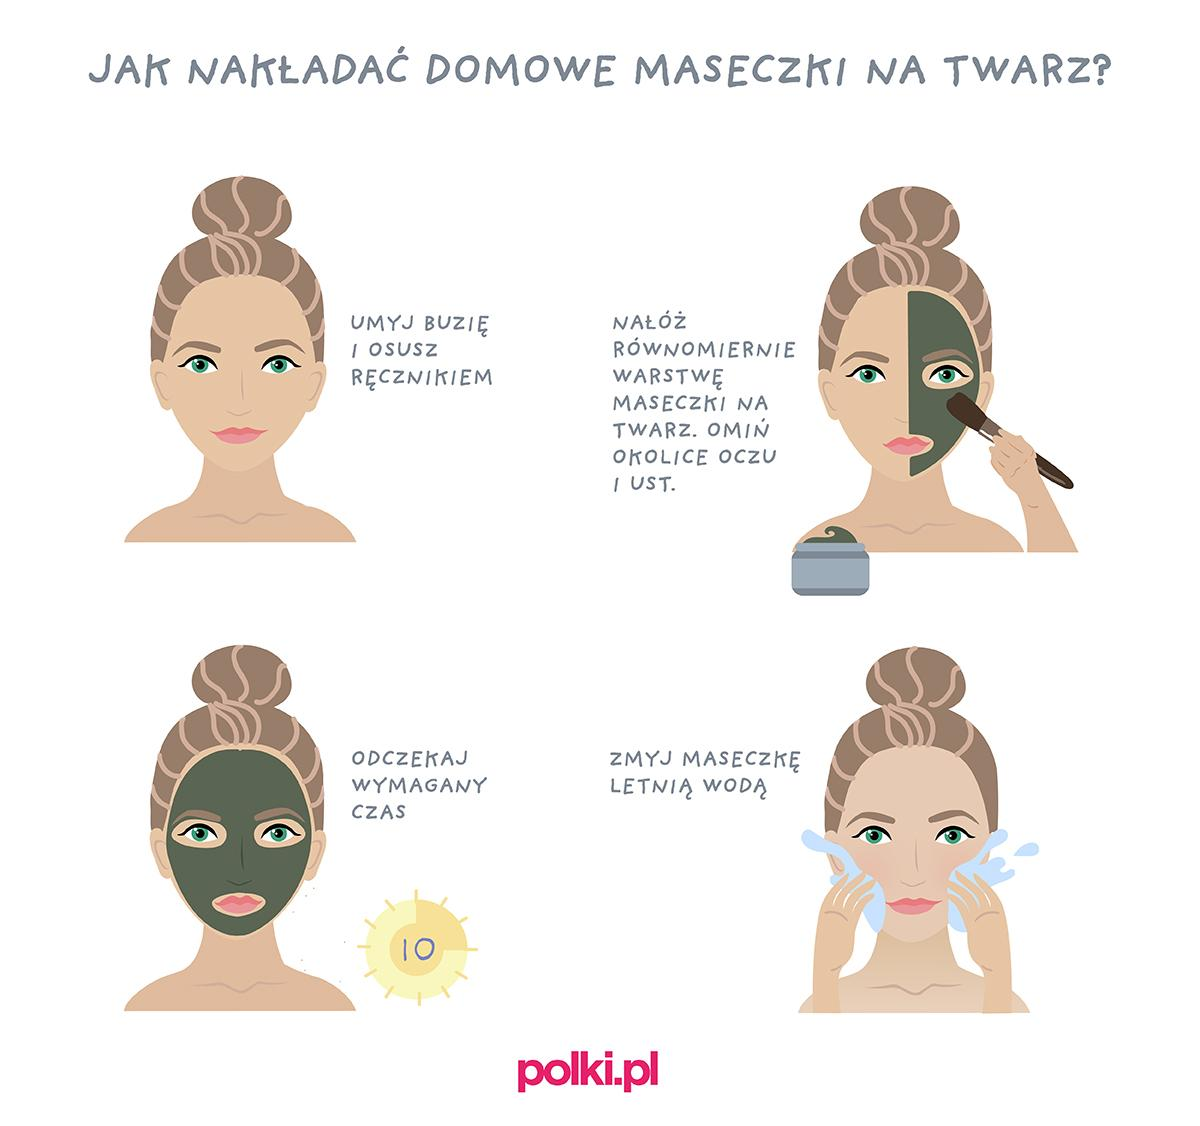 JAK NAKŁADAĆ DOMOWE MASECZKI NA TWARZ?
UMYJ BUZIĘ
I OSUSZ
RĘCZNIKIEM
NAŁÓŻ
RÓWNOMIERNIE
WARSTWĘ
MASECZKI NA
TWARZ. OMIŃ
OKOLICE OCZU
I UST.
ODCZEKAJ
WYMAGANY
CZAS
10
ZMYJ MASECZKĘ
LETNIĄ WODĄ
polki.pl